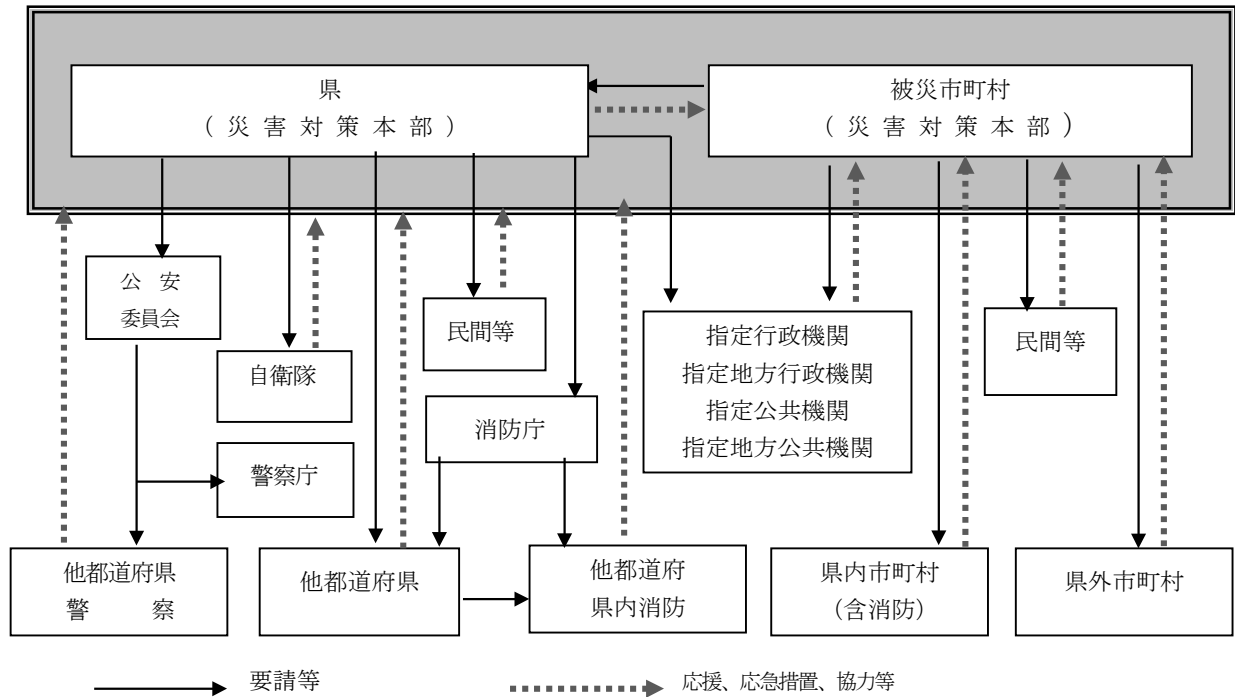 県
(災害対策本部)
被災市町村
(災害対策本部)
公 安
委員会
自衛隊
警察庁
民間等
消防庁
指定行政機関
指定地方行政機関
指定公共機関
指定地方公共機関
民間等
他都道府県
警 察
他都道府県
他都道府
県内消防
県内市町村
(含消防)
県外市町村
要請等
応援、応急措置、協力等